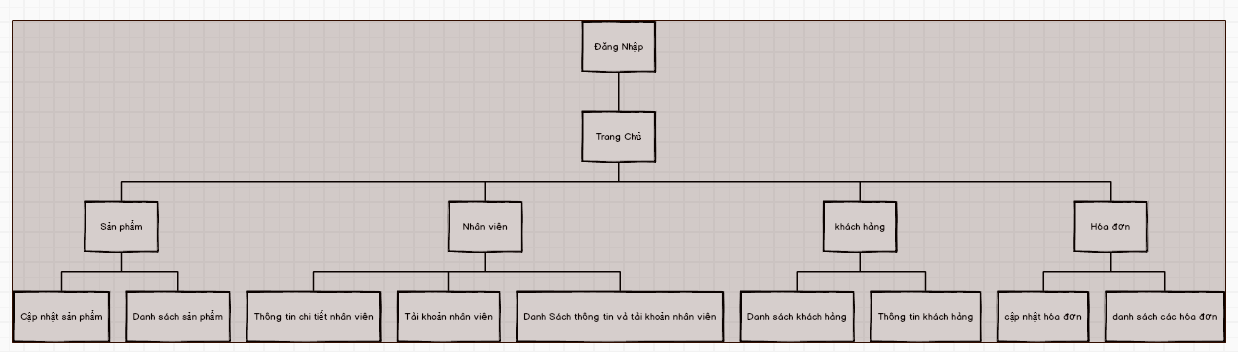 Đăng Nhập
Trang Chủ
Sản phẩm
Nhân viên
khách hàng
Hóa đơn
Cập nhật sản phẩm
Danh sách sản phẩm
Thông tin chi tiết nhân viên
Tài khoản nhân viên
Danh Sách thông tin và tài khoản nhân viên
Danh sách khách hàng
Thông tin khách hàng
cập nhật hóa đơn
danh sách các hóa đơn